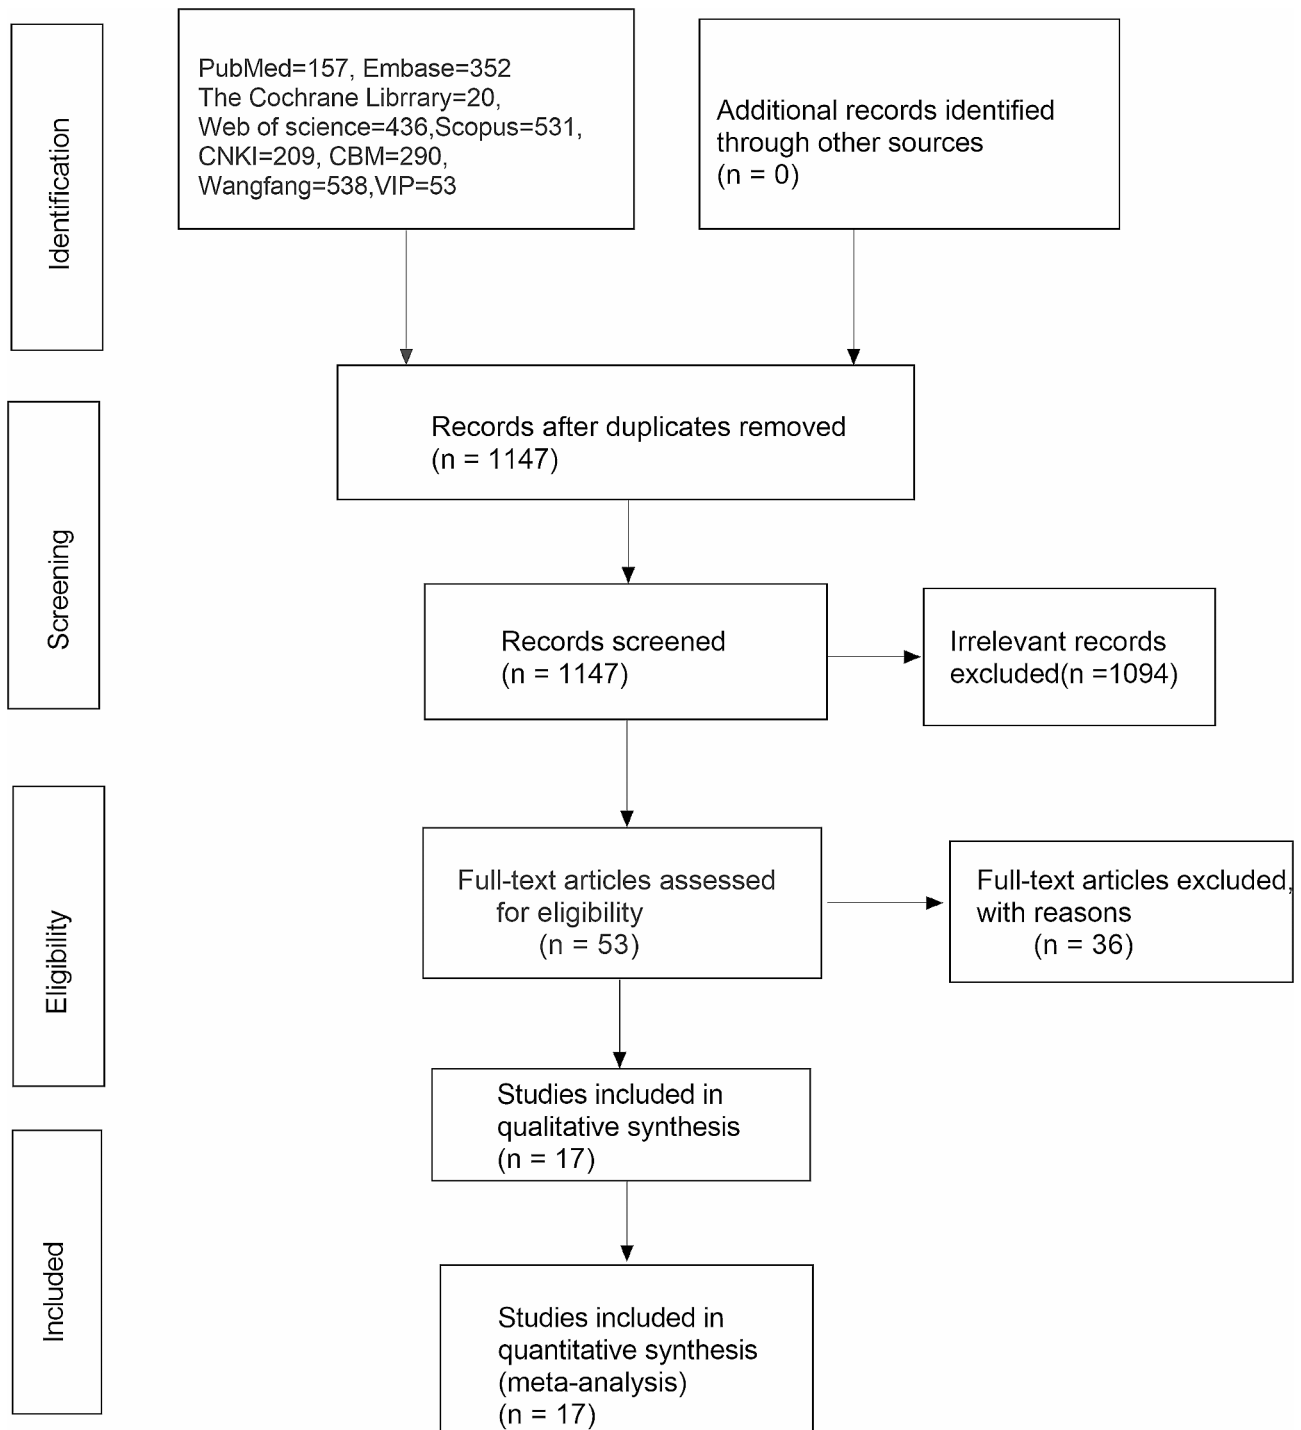 Identification
PubMed=157, Embase=352
The Cochrane Librrary=20,
Web of science=436,Scopus=531,
CNKI=209, CBM=290,
Wangfang=538,VIP=53
Additional records identified
through other sources
(n = 0)
Records after duplicates removed
(n = 1147)
Screening
Records screened
(n = 1147)
Irrelevant records
excluded(n =1094)
Eligibility
Full-text articles assessed
for eligibility
(n = 53)
Full-text articles excluded,
with reasons
(n = 36)
Studies included in
qualitative synthesis
(n = 17)
Included
Studies included in
quantitative synthesis
(meta-analysis)
(n = 17)